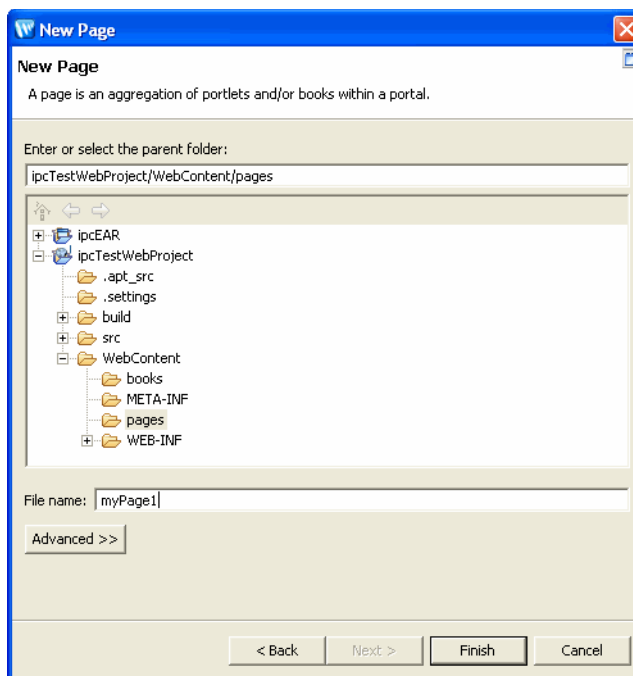 New Page
New Page
A page is an aggregation of portlets and/or books within a portal.
Enter or select the parent folder:
ipcTestWebProject/WebContent/pages
ipcEAR
ipcTestWebProject
.apt_src
.settings
build
src
WebContent
books
META-INF
pages
WEB-INF
File name: myPage1
Advanced >>
< Back Next > Finish Cancel